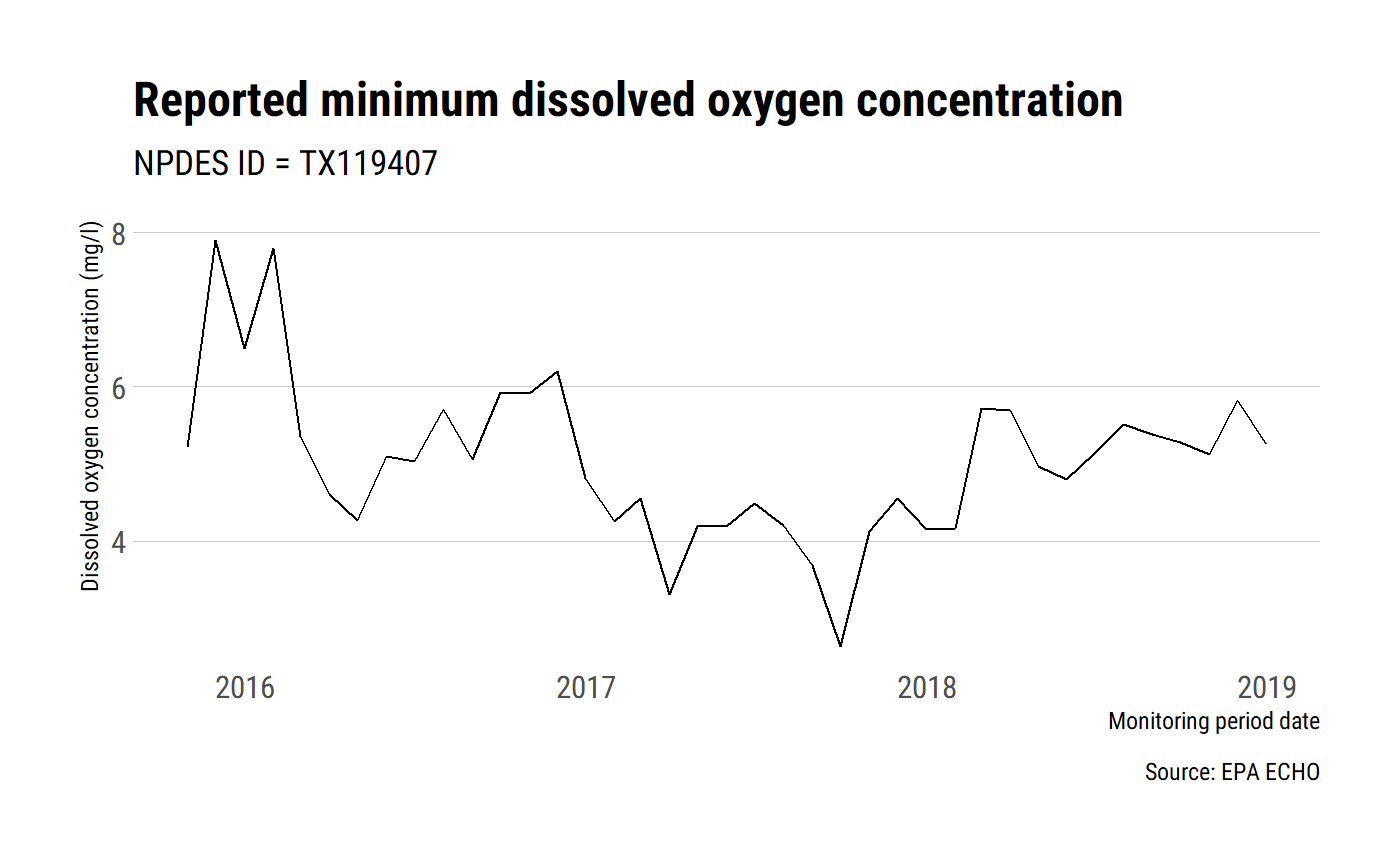 Reported minimum dissolved oxygen concentration
NPDES ID = TX119407
Dissolved oxygen concentration (mg/l)
8
6
4
2016
2017
2018
2019
Monitoring period date
Source: EPA ECHO